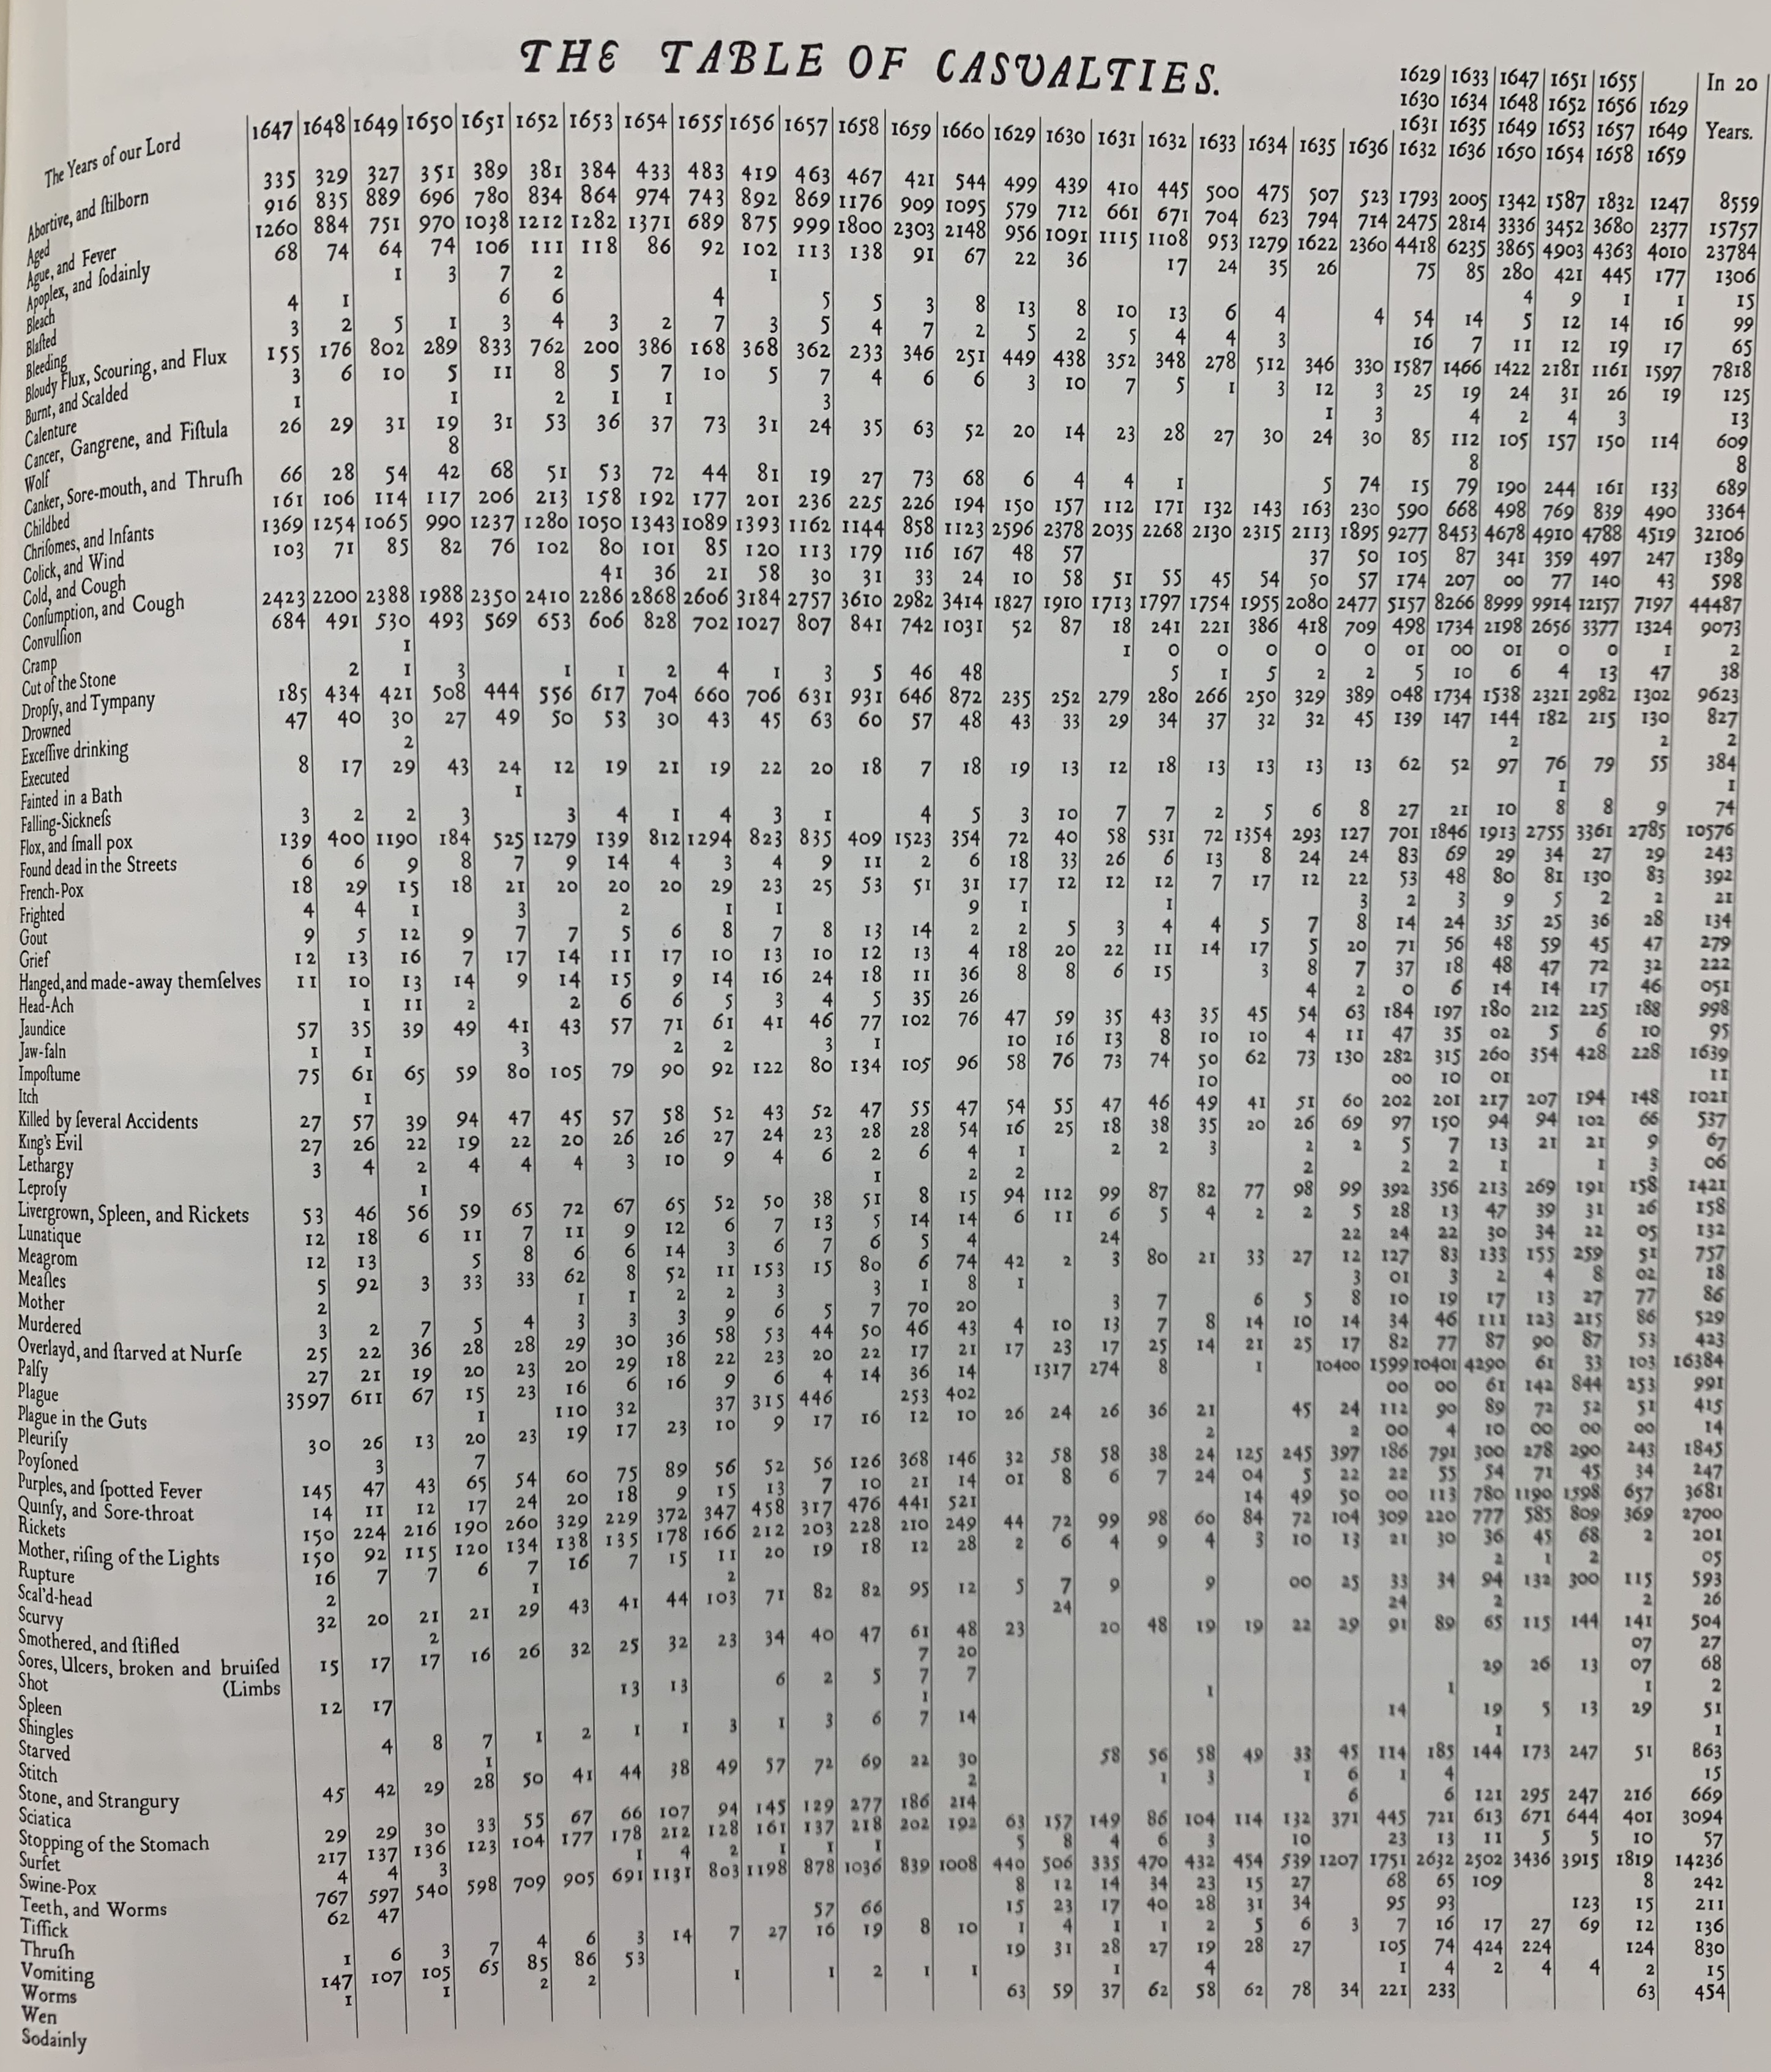 THE TABLE OF CASUALTIES.
The Years of our Lord 1647 1648 1649 1650 1651 1652 1653 1654 1655 1656 1657 1658 1659 1660 1629 1630 1631 1632 1633 1634 1635 1636 1629 1630 1631 1632 1633 1634 1635 1636 1647 1648 1649 1650 1651 1652 1653 1654 1655 1656 1657 1658 1629 1649 1659 In 20 Years.
Abortive, and ſtilborn 335 329 327 351 389 381 384 433 483 419 463 467 421 544 499 439 410 445 500 475 507 523 1793 2005 1342 1587 1832 1247 8559
Aged 916 835 889 696 780 834 864 974 743 892 869 1176 909 1095 579 712 661 671 704 623 794 714 2475 2814 3336 3452 3680 2377 15757
Ague, and Fever 1260 884 751 970 1038 1212 1282 1371 689 875 999 1800 2303 2148 956 1091 1115 1108 953 1279 1622 2360 4418 6235 3865 4903 4363 4010 23784
Apoplex, and ſodainly 68 74 64 74 106 111 118 86 92 102 113 138 91 67 22 36 17 24 35 26 75 85 280 421 445 177 1306
Bleach 1 3 7 2 1 4 9 1 1 15
Blaſted 4 1 6 6 4 5 5 3 8 13 8 10 13 6 4 4 54 14 5 12 14 16 99
Bleeding 3 2 5 1 3 4 3 2 7 3 5 4 7 2 5 2 5 4 4 3 16 7 11 12 19 17 65
Bloudy Flux, Scouring, and Flux 155 176 802 289 833 762 200 386 168 368 362 233 346 251 449 438 352 348 278 512 346 330 1587 1466 1422 2181 1161 1597 7818
Burnt, and Scalded 3 6 10 5 11 8 5 7 10 5 7 4 6 6 3 10 7 5 1 3 12 3 25 19 24 31 26 19 125
Calenture 1 1 2 1 1 3 1 3 4 2 4 3 13
Cancer, Gangrene, and Fiſtula 26 29 31 19 31 53 36 37 73 31 24 35 63 52 20 14 23 28 27 30 24 30 85 112 105 157 150 114 609
Wolf 8 8 8
Canker, Sore-mouth, and Thruſh 66 28 54 42 68 51 53 72 44 81 19 27 73 68 6 4 4 1 5 74 15 79 190 244 161 133 689
Childbed 161 106 114 117 206 213 158 192 177 201 236 225 226 194 150 157 112 171 132 143 163 230 590 668 498 769 839 490 3364
Chriſomes, and Infants 1369 1254 1065 990 1237 1280 1050 1343 1089 1393 1162 1144 858 1123 2596 2378 2035 2268 2130 2315 2113 1895 9277 8453 4678 4910 4788 4519 32106
Colick, and Wind 103 71 85 82 76 102 80 101 85 120 113 179 116 167 48 57 37 50 105 87 341 359 497 247 1389
Cold, and Cough 41 36 21 58 30 31 33 24 10 58 51 55 45 54 50 57 174 207 00 77 140 43 598
Conſumption, and Cough 2423 2200 2388 1988 2350 2410 2286 2868 2606 3184 2757 3610 2982 3414 1827 1910 1713 1797 1754 1955 2080 2477 5157 8266 8999 9914 12157 7197 44487
Convulſion 684 491 530 493 569 653 606 828 702 1027 807 841 742 1031 52 87 18 241 221 386 418 709 498 1734 2198 2656 3377 1324 9073
Cramp 1 1 0 0 0 0 0 01 00 01 0 0 1 2
Cut of the Stone 2 1 3 1 1 2 4 1 3 5 46 48 5 1 5 2 2 5 10 6 4 13 47 38
Dropſy, and Tympany 185 434 421 508 444 556 617 704 660 706 631 931 646 872 235 252 279 280 266 250 329 389 048 1734 1538 2321 2982 1302 9623
Drowned 47 40 30 27 49 50 53 30 43 45 63 60 57 48 43 33 29 34 37 32 32 45 139 147 144 182 215 130 827
Exceſſive drinking 2 2 2 2
Executed 8 17 29 43 24 12 19 21 19 22 20 18 7 18 19 13 12 18 13 13 13 13 62 52 97 76 79 55 384
Fainted in a Bath 1 1 1
Falling-Sickneſs 3 2 2 3 3 4 1 4 3 1 4 5 3 10 7 7 2 5 6 8 27 21 10 8 8 9 74
Flox, and ſmall pox 139 400 1190 184 525 1279 139 812 1294 823 835 409 1523 354 72 40 58 531 72 1354 293 127 701 1846 1913 2755 3361 2785 10576
Found dead in the Streets 6 6 9 8 7 9 14 4 3 4 9 11 2 6 18 33 26 6 13 8 24 24 83 69 29 34 27 29 243
French-Pox 18 29 15 18 21 20 20 20 29 23 25 53 51 31 17 12 12 12 7 17 12 22 53 48 80 81 130 83 392
Frighted 4 4 1 3 2 1 1 9 1 1 3 2 3 9 5 2 2 21
Gout 9 5 12 9 7 7 5 6 8 7 8 13 14 2 2 5 3 4 4 5 7 8 14 24 35 25 36 28 134
Grief 12 13 16 7 17 14 11 17 10 13 10 12 13 4 18 20 22 11 14 17 5 20 71 56 48 59 45 47 279
Hanged, and made-away themſelves 11 10 13 14 9 14 15 9 14 16 24 18 11 36 8 8 6 15 3 8 7 37 18 48 47 72 32 222
Head-Ach 1 11 2 2 6 6 5 3 4 5 35 26 4 2 0 6 14 14 17 46 051
Jaundice 57 35 39 49 41 43 57 71 61 41 46 77 102 76 47 59 35 43 35 45 54 63 184 197 180 212 225 188 998
Jaw-faln 1 1 3 2 2 3 1 10 16 13 8 10 10 4 11 47 35 02 5 6 10 95
Impoſtume 75 61 65 59 80 105 79 90 92 122 80 134 105 96 58 76 73 74 50 62 73 130 282 315 260 354 428 228 1639
Itch 1 10 00 10 01 11
Killed by ſeveral Accidents 27 57 39 94 47 45 57 58 52 43 52 47 55 47 54 55 47 46 49 41 51 60 202 201 217 207 194 148 1021
King's Evil 27 26 22 19 22 20 26 26 27 24 23 28 28 54 16 25 18 38 35 20 26 69 97 150 94 94 102 66 537
Lethargy 3 4 2 4 4 4 3 10 9 4 6 2 6 4 1 2 2 3 2 2 5 7 13 21 21 9 67
Leproſy 1 1 2 2 2 2 2 1 1 3 06
Livergrown, Spleen, and Rickets 53 46 56 59 65 72 67 65 52 50 38 51 8 15 94 112 99 87 82 77 98 99 392 356 213 269 191 158 1421
Lunatique 12 18 6 11 7 11 9 12 6 7 13 5 14 14 6 11 6 5 4 2 2 5 28 13 47 39 31 26 158
Meagrom 12 13 5 8 6 6 14 3 6 7 6 5 4 24 22 24 22 30 34 22 05 132
Meaſles 5 92 3 33 33 62 8 52 11 153 15 80 6 74 42 2 3 80 21 33 27 12 127 83 133 155 259 51 757
Mother 2 1 1 2 2 3 3 1 8 1 3 01 3 2 4 8 02 18
Murdered 3 2 7 5 4 3 3 3 9 6 5 7 70 20 3 7 6 5 8 10 19 17 13 27 77 86
Overlayd, and ſtarved at Nurſe 25 22 36 28 28 29 30 36 58 53 44 50 46 43 4 10 13 7 8 14 10 14 34 46 111 123 215 86 529
Palſy 27 21 19 20 23 20 29 18 22 23 20 22 17 21 17 23 17 25 14 21 25 17 82 77 87 90 87 53 423
Plague 3597 611 67 15 23 16 6 16 9 6 4 14 36 14 1317 274 8 1 10400 1599 10401 4290 61 33 103 16384
Plague in the Guts 1 110 32 37 315 446 253 402 00 00 61 142 844 253 991
Pleuriſy 30 26 13 20 23 19 17 23 10 9 17 16 12 10 26 24 26 36 21 45 24 112 90 89 72 52 51 415
Poyſoned 3 7 2 2 00 4 10 00 00 00 14
Purples, and ſpotted Fever 145 47 43 65 54 60 75 89 56 52 56 126 368 146 32 58 58 38 24 125 245 397 186 791 300 278 290 243 1845
Quinſy, and Sore-throat 14 11 12 17 24 20 18 9 15 13 7 10 21 14 01 8 6 7 24 04 5 22 22 55 54 71 45 34 247
Rickets 150 224 216 190 260 329 229 372 347 458 317 476 441 521 14 49 50 00 113 780 1190 1598 657 3681
Mother, riſing of the Lights 150 92 115 120 134 138 135 178 166 212 203 228 210 249 44 72 99 98 60 84 72 104 309 220 777 585 809 369 2700
Rupture 16 7 7 6 7 16 7 15 11 20 19 18 12 28 2 6 4 9 4 3 10 13 21 30 36 45 68 2 201
Scal'd-head 2 1 2 2 1 2 05
Scurvy 32 20 21 21 29 43 41 44 103 71 82 82 95 12 5 7 9 9 00 25 33 34 94 132 300 115 593
Smothered, and ſtifled 2 24 24 2 2 26
Sores, Ulcers, broken and bruiſed (Limbs 15 17 17 16 26 32 25 32 23 34 40 47 61 48 23 20 48 19 19 22 29 91 89 65 115 144 141 504
Shot 7 20 07 27
Spleen 12 17 13 13 6 2 5 7 7 29 26 13 07 68
Shingles 1 1 1 1 2
Starved 4 8 7 1 2 1 1 3 1 3 6 7 14 14 19 5 13 29 51
Stitch 1 1 1
Stone, and Strangury 45 42 29 28 50 41 44 38 49 57 72 69 22 30 58 56 58 49 33 45 114 185 144 173 247 51 863
Sciatica 2 1 3 1 6 1 4 15
Stopping of the Stomach 29 29 30 33 55 67 66 107 94 145 129 277 186 214 6 6 121 295 247 216 669
Surfet 217 137 136 123 104 177 178 212 128 161 137 218 202 192 63 157 149 86 104 114 132 371 445 721 613 671 644 401 3094
Swine-Pox 4 4 3 1 4 2 1 1 1 5 8 4 6 3 10 23 13 11 5 5 10 57
Teeth, and Worms 767 597 540 598 709 905 691 1131 803 1198 878 1036 839 1008 440 506 335 470 432 454 539 1207 1751 2632 2502 3436 3915 1819 14236
Tiſſick 62 47 8 12 14 34 23 15 27 68 65 109 8 242
Thruſh 57 66 15 23 17 40 28 31 34 95 93 123 15 211
Vomiting 1 6 3 7 4 6 3 14 7 27 16 19 8 10 1 4 1 1 2 5 6 3 7 16 17 27 69 12 136
Worms 147 107 105 65 85 86 53 19 31 28 27 19 28 27 105 74 424 224 124 830
Wen 1 1 2 2 1 1 2 1 1 1 4 1 4 2 4 4 2 15
Sodainly 63 59 37 62 58 62 78 34 221 233 63 454